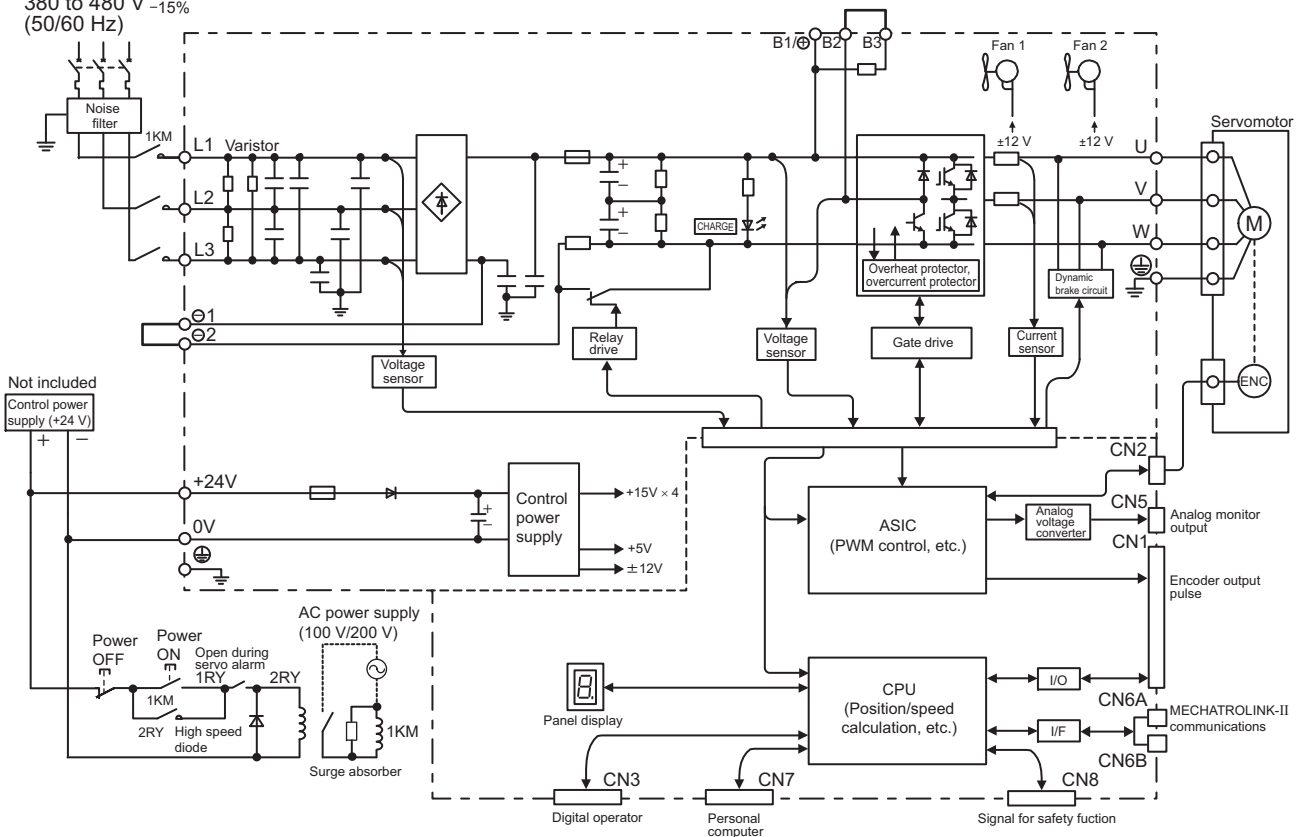 380 to 480 V −15%
(50/60 Hz)
B1/⊕
B2
B3
Fan 1
Fan 2
±12 V
±12 V
Servomotor
Noise
filter
1KM
L1
Varistor
L2
L3
U
V
W
M
CHARGE
+
−
+
−
Overheat protector,
overcurrent protector
Dynamic
brake circuit
⊖1
⊖2
Relay
drive
Voltage
sensor
Voltage
sensor
Gate drive
Current
sensor
ENC
Not included
Control power
supply (+24 V)
+
−
CN2
+24V
+
−
Control
power
supply
+15V × 4
+5V
±12V
0V
ASIC
(PWM control, etc.)
Analog
voltage
converter
CN5
Analog monitor
output
CN1
Encoder output
pulse
AC power supply
(100 V/200 V)
Power
OFF
Power
ON
Open during
servo alarm
1RY
2RY
1KM
2RY
High speed
diode
1KM
Surge absorber
8.
Panel display
CPU
(Position/speed
calculation, etc.)
I/O
I/F
CN6A
MECHATROLINK-II
communications
CN6B
CN3
CN7
CN8
Digital operator
Personal
computer
Signal for safety fuction